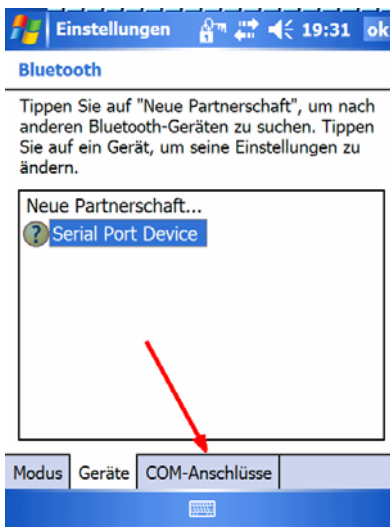 Einstellungen 19:31 ok
Bluetooth
Tippen Sie auf "Neue Partnerschaft", um nach
anderen Bluetooth-Geräten zu suchen. Tippen
Sie auf ein Gerät, um seine Einstellungen zu
ändern.
Neue Partnerschaft...
Serial Port Device
Modus Geräte COM-Anschlüsse